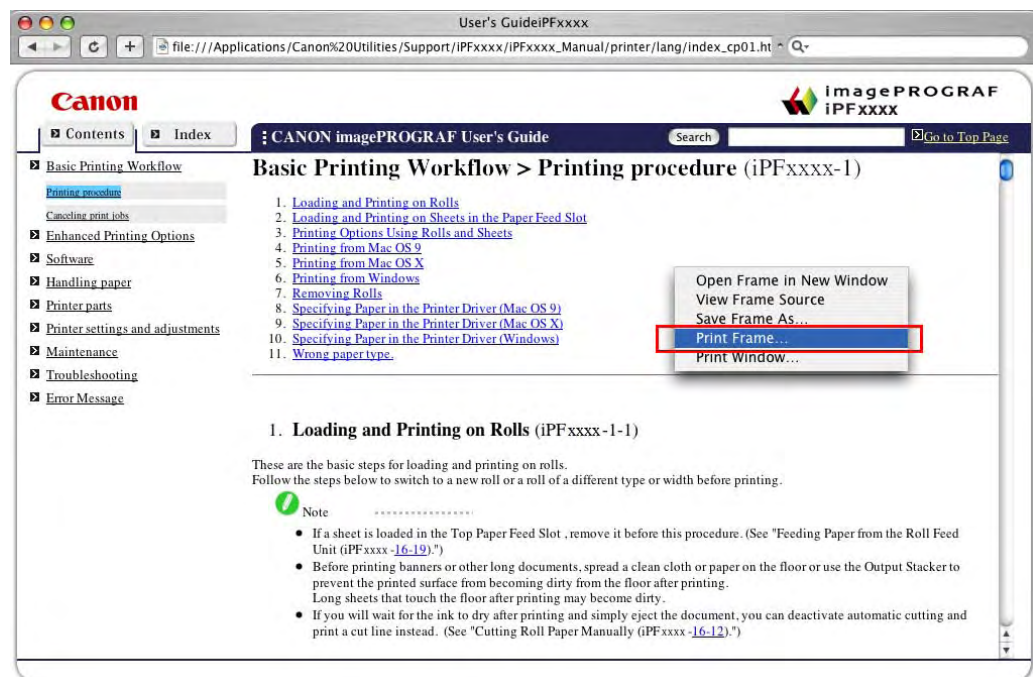 User's GuideiPFxxxx
file:///Applications/Canon%20Utilities/Support/iPFxxxx/iPFxxxx_Manual/printer/lang/index_cp01.ht
Canon
imagePROGRAF
iPFxxxx
Contents
Index
CANON imagePROGRAF User's Guide
Search
Go to Top Page
Basic Printing Workflow
Printing procedure
Canceling print jobs
Enhanced Printing Options
Software
Handling paper
Printer parts
Printer settings and adjustments
Maintenance
Troubleshooting
Error Message
Basic Printing Workflow > Printing procedure (iPFxxxx-1)
1. Loading and Printing on Rolls
2. Loading and Printing on Sheets in the Paper Feed Slot
3. Printing Options Using Rolls and Sheets
4. Printing from Mac OS 9
5. Printing from Mac OS X
6. Printing from Windows
7. Removing Rolls
8. Specifying Paper in the Printer Driver (Mac OS 9)
9. Specifying Paper in the Printer Driver (Mac OS X)
10. Specifying Paper in the Printer Driver (Windows)
11. Wrong paper type.
Open Frame in New Window
View Frame Source
Save Frame As...
Print Frame...
Print Window...
1. Loading and Printing on Rolls (iPFxxxx-1-1)
These are the basic steps for loading and printing on rolls.
Follow the steps below to switch to a new roll or a roll of a different type or width before printing.
Note
• If a sheet is loaded in the Top Paper Feed Slot , remove it before this procedure. (See "Feeding Paper from the Roll Feed
Unit (iPFxxxx -16-19).")
• Before printing banners or other long documents, spread a clean cloth or paper on the floor or use the Output Stacker to
prevent the printed surface from becoming dirty from the floor after printing.
Long sheets that touch the floor after printing may become dirty.
• If you will wait for the ink to dry after printing and simply eject the document, you can deactivate automatic cutting and
print a cut line instead. (See "Cutting Roll Paper Manually (iPFxxxx -16-12).")